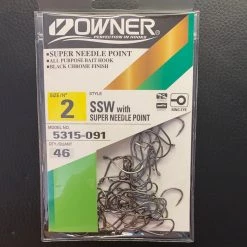 OWNER
PERFECTION IN HOOKS
SUPER NEEDLE POINT
ALL PURPOSE BAIT HOOK
BLACK CHROME FINISH
SIZE/N°
2
STYLE
SSW with
SUPER NEEDLE POINT
RING EYE
MODEL NO.
5315-091
QTY./QUANT.
46